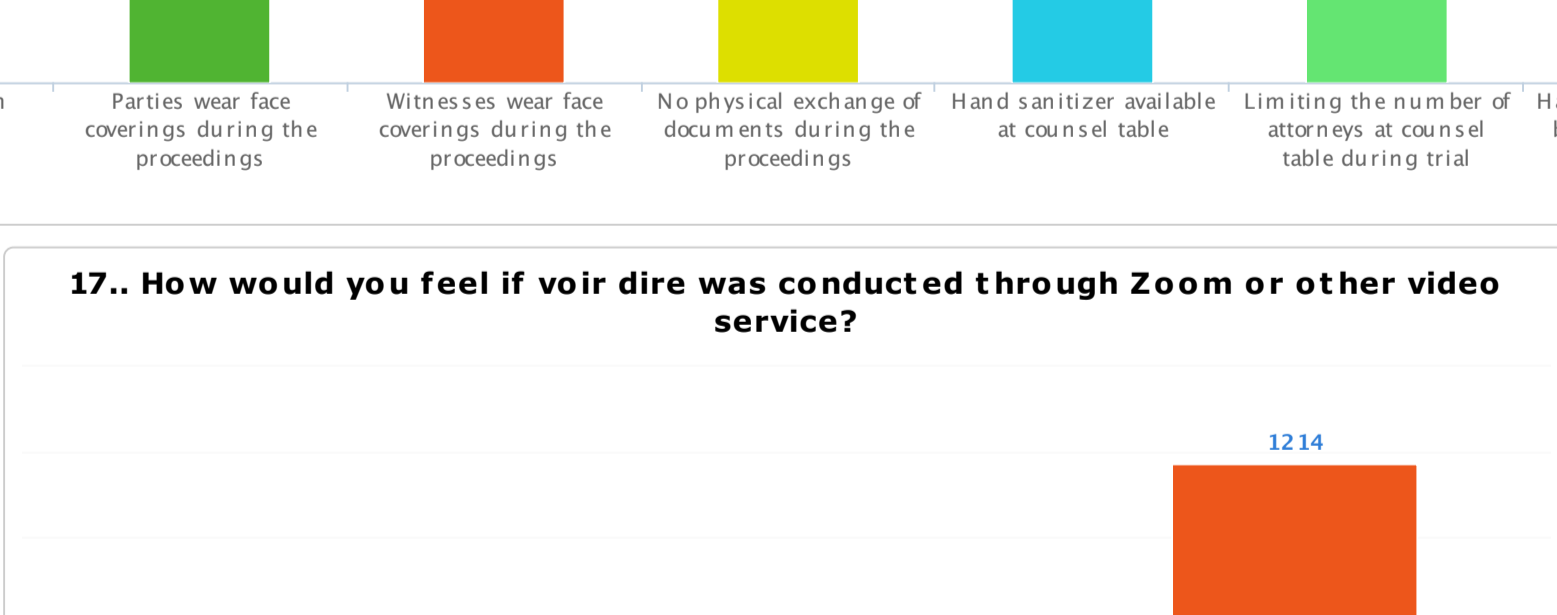 Parties wear face
coverings during the
proceedings
Witnesses wear face
coverings during the
proceedings
No physical exchange of
documents during the
proceedings
Hand sanitizer available
at counsel table
Limiting the number of
attorneys at counsel
table during trial
17.. How would you feel if voir dire was conducted through Zoom or other video
service?
1214